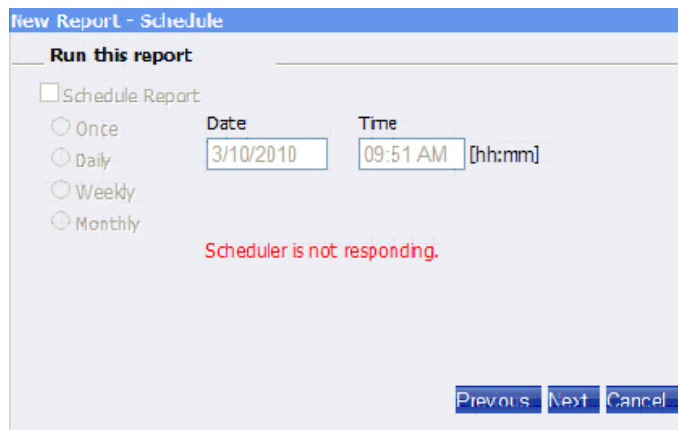 New Report - Schedule
Run this report
Schedule Report
Once
Daily
Weekly
Monthly
Date
Time
3/10/2010
09:51 AM
[hh:mm]
Scheduler is not responding.
Previous
Next
Cancel